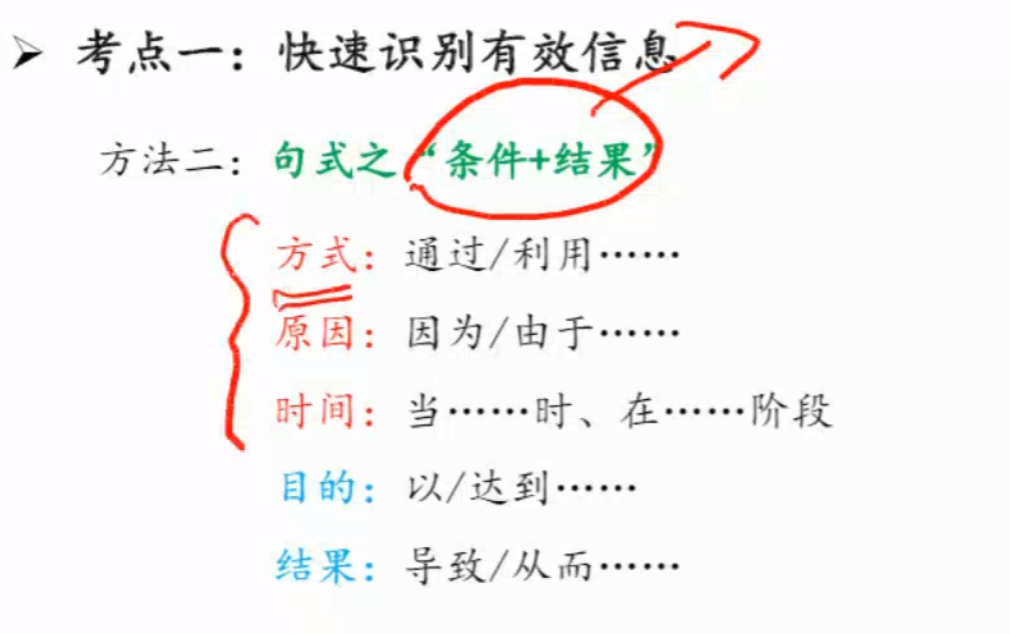 ➢ 考点一：快速识别有效信息
方法二：句式之“条件+结果”
方式：通过/利用……
原因：因为/由于……
时间：当……时、在……阶段
目的：以/达到……
结果：导致/从而……